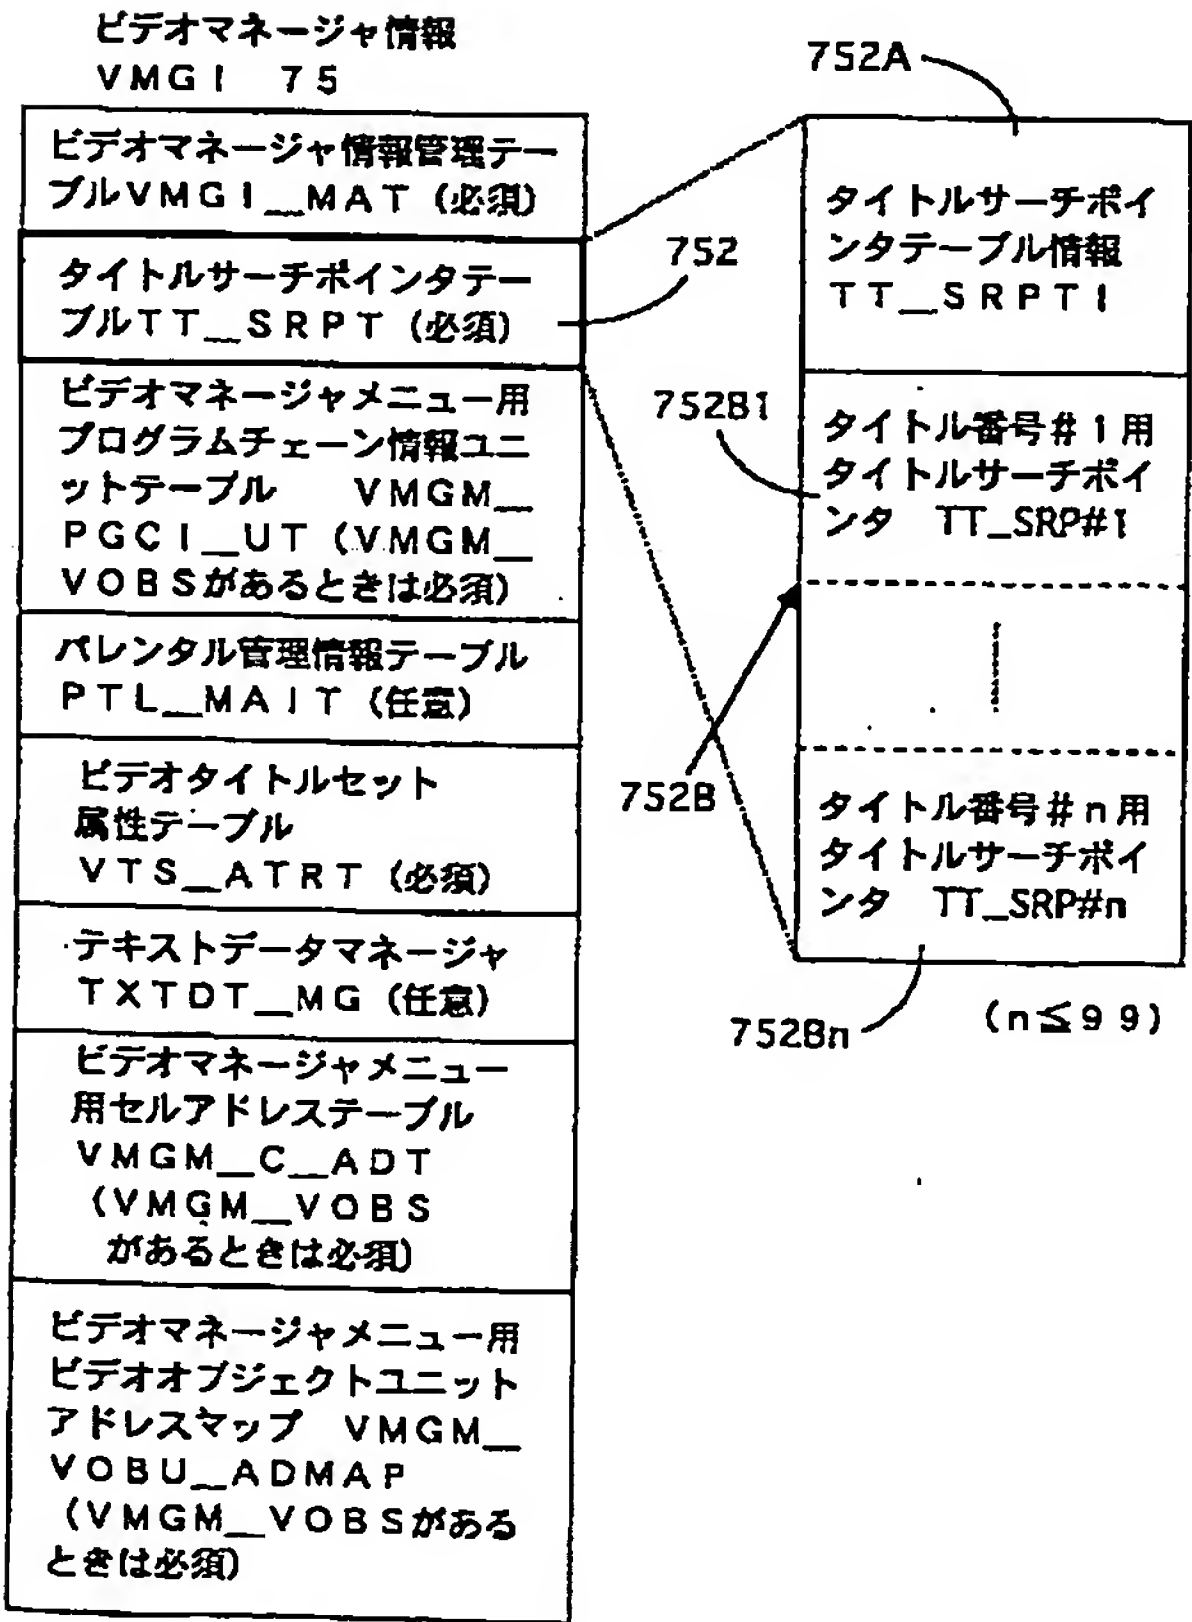 ビデオマネージャ情報
VMGI 75
ビデオマネージャ情報管理テー
ブルVMGI__MAT(必須)
タイトルサーチポインタテー
ブルTT__SRPT(必須)
752
ビデオマネージャメニュー用
プログラムチェーン情報ユニ
ットテーブル VMGM__
PGCI__UT(VMGM__
VOBSがあるときは必須)
パレンタル管理情報テーブル
PTL__MAIT(任意)
ビデオタイトルセット
属性テーブル
VTS__ATRT(必須)
テキストデータマネージャ
TXTDT__MG(任意)
ビデオマネージャメニュー
用セルアドレステーブル
VMGM__C__ADT
(VMGM__VOBS
があるときは必須)
ビデオマネージャメニュー用
ビデオオブジェクトユニット
アドレスマップ VMGM__
VOBU__ADMAP
(VMGM__VOBSがある
ときは必須)
752A
タイトルサーチポイ
ンタテーブル情報
TT__SRPTI
752B1
タイトル番号#1用
タイトルサーチポイ
ンタ TT_SRP#1
752B
タイトル番号#n用
タイトルサーチポイ
ンタ TT_SRP#n
752Bn
(n≦99)